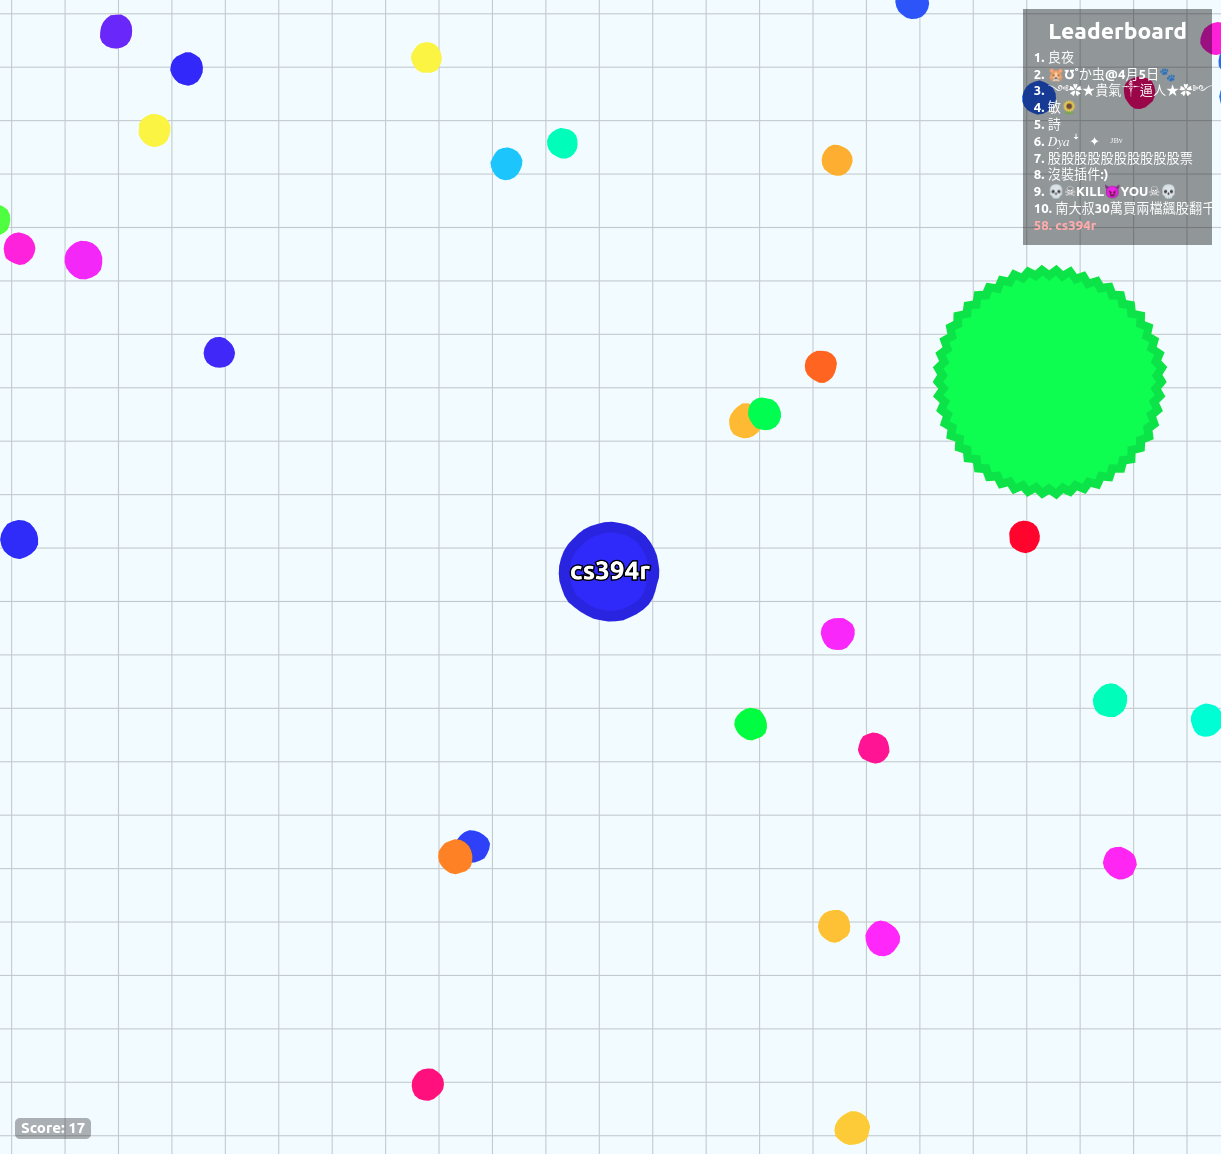 Leaderboard
1. 良夜
2. 🐹℧°か虫@4月5日🐾
3. ༺✿★貴氣 逼人★✿༻
4. 敏🌻
5. 詩
6. Dya
7. 股股股股股股股股股股票
8. 沒裝插件:)
9. 💀☠KILL😈YOU☠💀
10. 南大叔30萬買兩檔飆股翻千
58. cs394r
cs394r
Score: 17